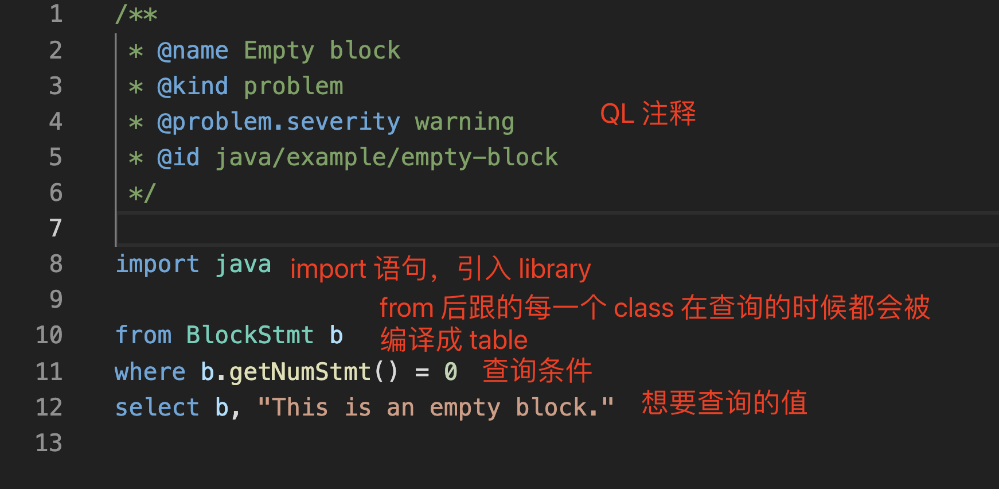 1 /**
2 * @name Empty block
3 * @kind problem
4 * @problem.severity warning
QL 注释
5 * @id java/example/empty-block
6 */
7
8 import java import 语句，引入 library
9
from 后跟的每一个 class 在查询的时候都会被
10 from BlockStmt b 编译成 table
11 where b.getNumStmt() = 0 查询条件
12 select b, "This is an empty block." 想要查询的值
13